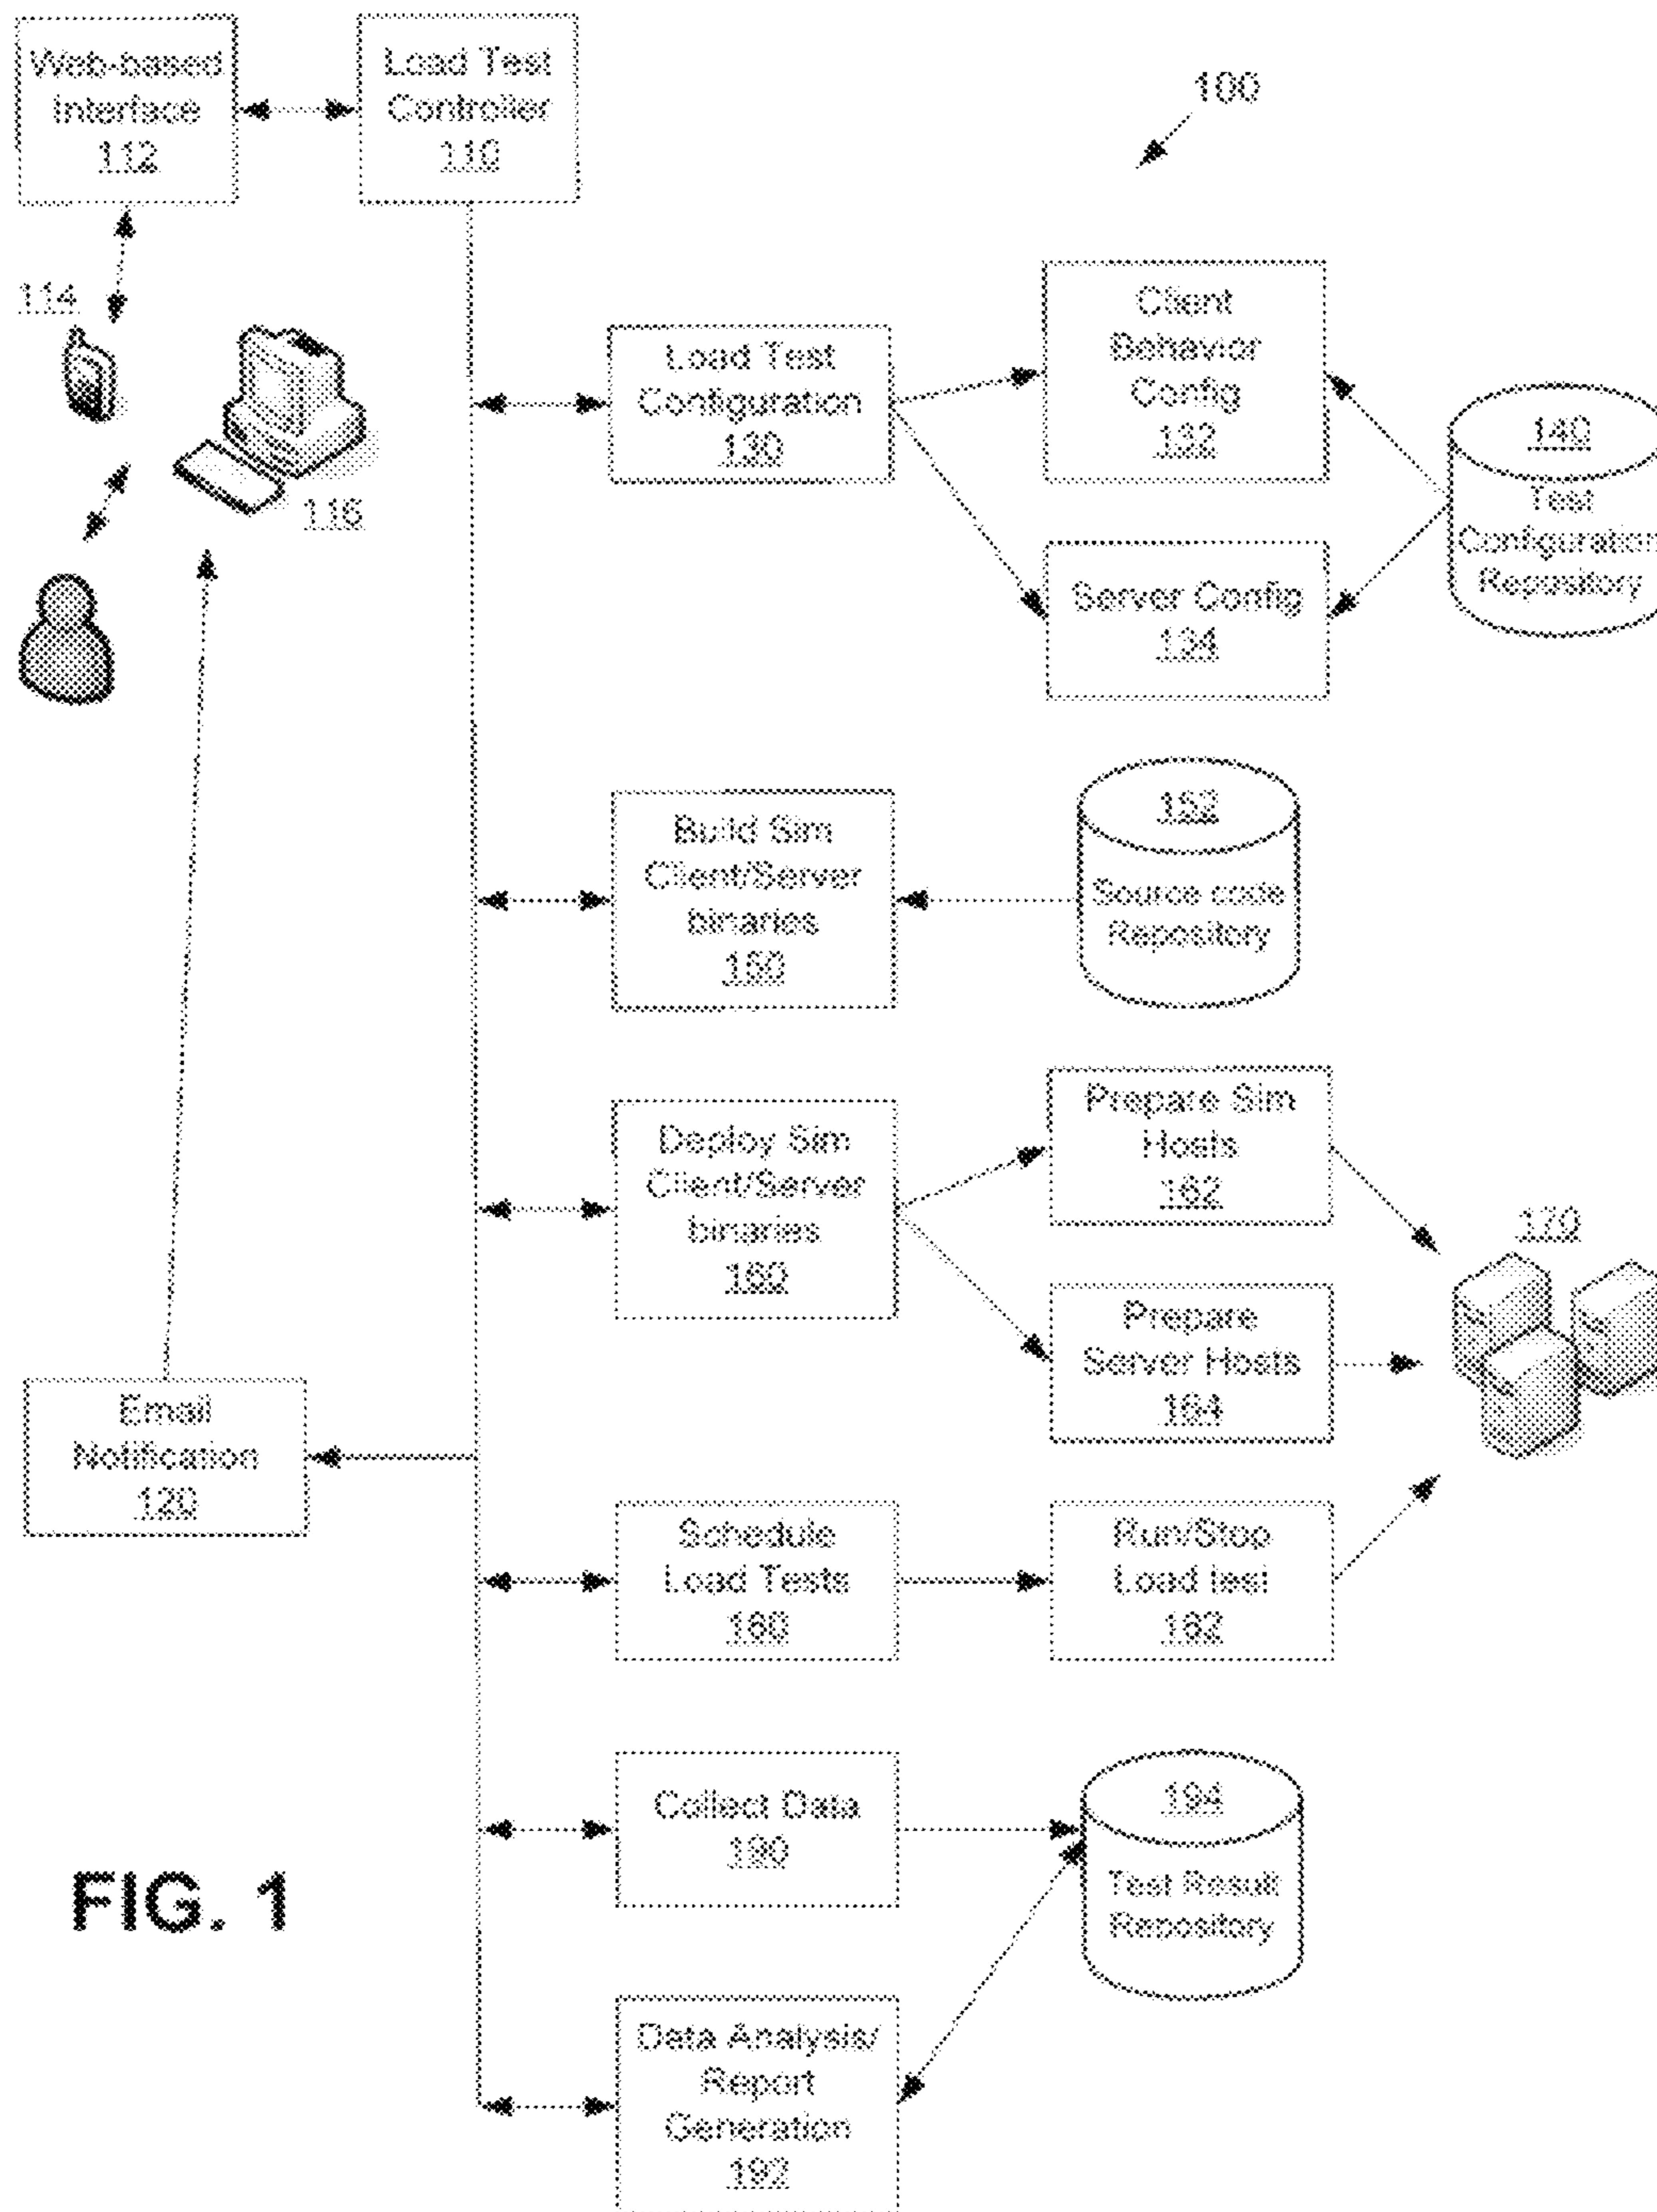 Web-based
Interface
112
Load Test
Controller
110
100
114
116
Load Test
Configuration
130
Client
Behavior
Config
132
140
Test
Configuration
Repository
Server Config
134
Build Sim
Client/Server
binaries
150
152
Source code
Repository
Deploy Sim
Client/Server
binaries
160
Prepare Sim
Hosts
162
170
Prepare
Server Hosts
164
Email
Notification
120
Schedule
Load Tests
180
Run/Stop
Load test
182
Collect Data
190
194
Test Result
Repository
FIG. 1
Data Analysis/
Report
Generation
192